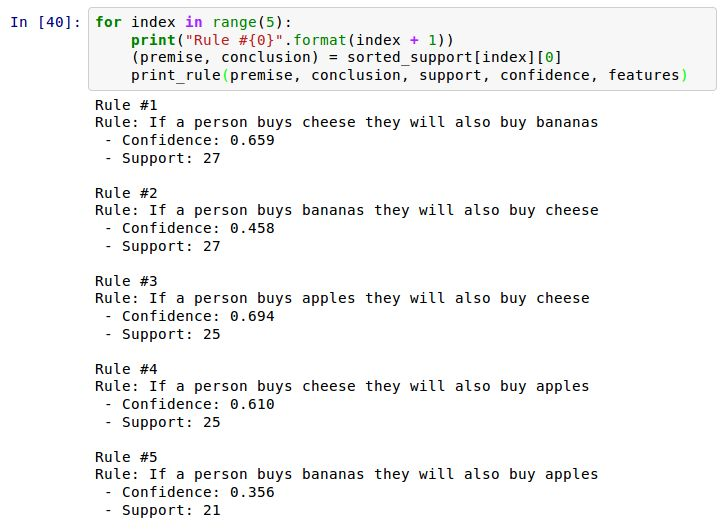 In [40]: for index in range(5):
print("Rule #{0}".format(index + 1))
(premise, conclusion) = sorted_support[index][0]
print_rule(premise, conclusion, support, confidence, features)
Rule #1
Rule: If a person buys cheese they will also buy bananas
- Confidence: 0.659
- Support: 27
Rule #2
Rule: If a person buys bananas they will also buy cheese
- Confidence: 0.458
- Support: 27
Rule #3
Rule: If a person buys apples they will also buy cheese
- Confidence: 0.694
- Support: 25
Rule #4
Rule: If a person buys cheese they will also buy apples
- Confidence: 0.610
- Support: 25
Rule #5
Rule: If a person buys bananas they will also buy apples
- Confidence: 0.356
- Support: 21